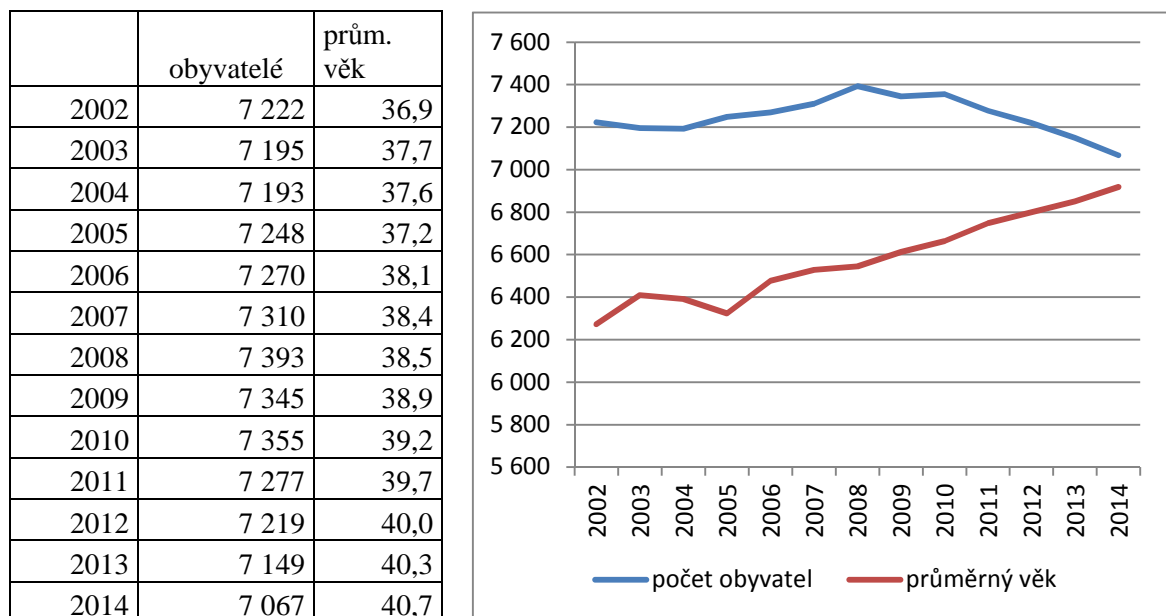 prům.
obyvatelé věk
2002 7 222 36,9
2003 7 195 37,7
2004 7 193 37,6
2005 7 248 37,2
2006 7 270 38,1
2007 7 310 38,4
2008 7 393 38,5
2009 7 345 38,9
2010 7 355 39,2
2011 7 277 39,7
2012 7 219 40,0
2013 7 149 40,3
2014 7 067 40,7
7 600
7 400
7 200
7 000
6 800
6 600
6 400
6 200
6 000
5 800
5 600
2002 2003 2004 2005 2006 2007 2008 2009 2010 2011 2012 2013 2014
počet obyvatel průměrný věk